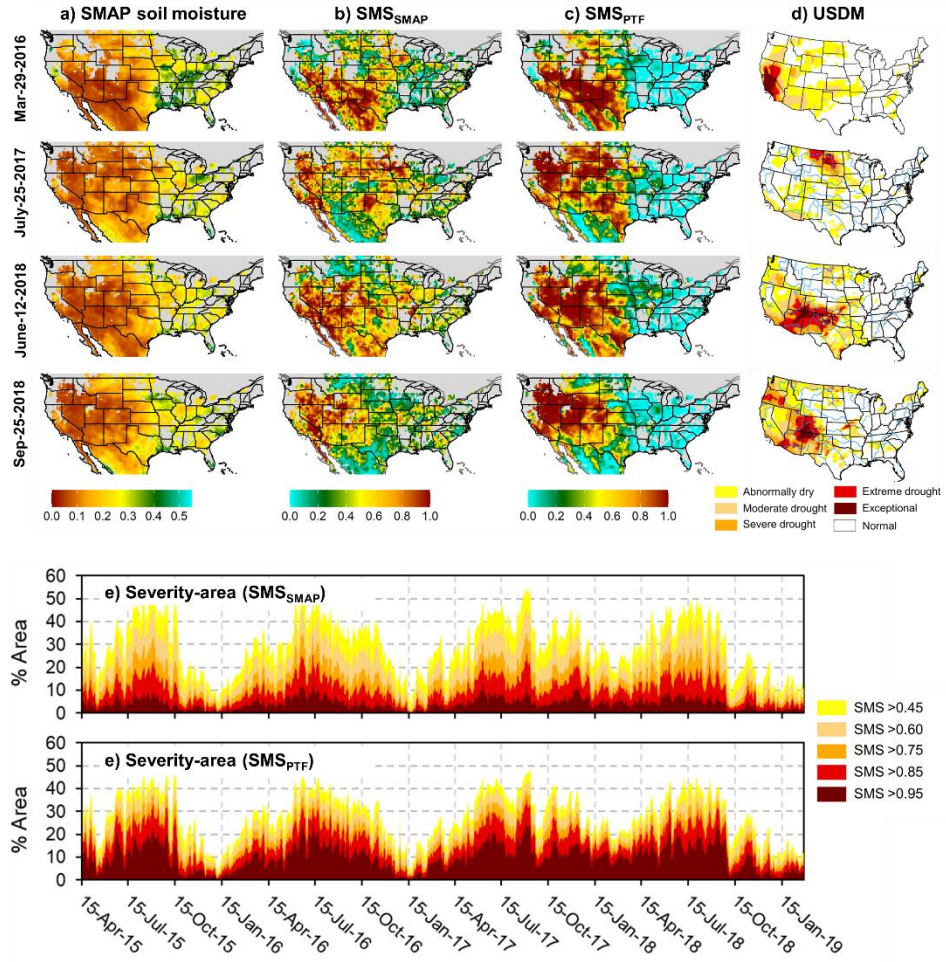 a) SMAP soil moisture
b) SMS_SMAP
c) SMS_PTF
d) USDM
Mar-29-2016
July-25-2017
June-12-2018
Sep-25-2018
0.0 0.1 0.2 0.3 0.4 0.5
0.0 0.2 0.4 0.6 0.8 1.0
0.0 0.2 0.4 0.6 0.8 1.0
Abnormally dry
Moderate drought
Severe drought
Extreme drought
Exceptional
Normal
e) Severity-area (SMS_SMAP)
% Area
60
50
40
30
20
10
0
e) Severity-area (SMS_PTF)
% Area
60
50
40
30
20
10
0
SMS >0.45
SMS >0.60
SMS >0.75
SMS >0.85
SMS >0.95
15-Apr-15
15-Jul-15
15-Oct-15
15-Jan-16
15-Apr-16
15-Jul-16
15-Oct-16
15-Jan-17
15-Apr-17
15-Jul-17
15-Oct-17
15-Jan-18
15-Apr-18
15-Jul-18
15-Oct-18
15-Jan-19